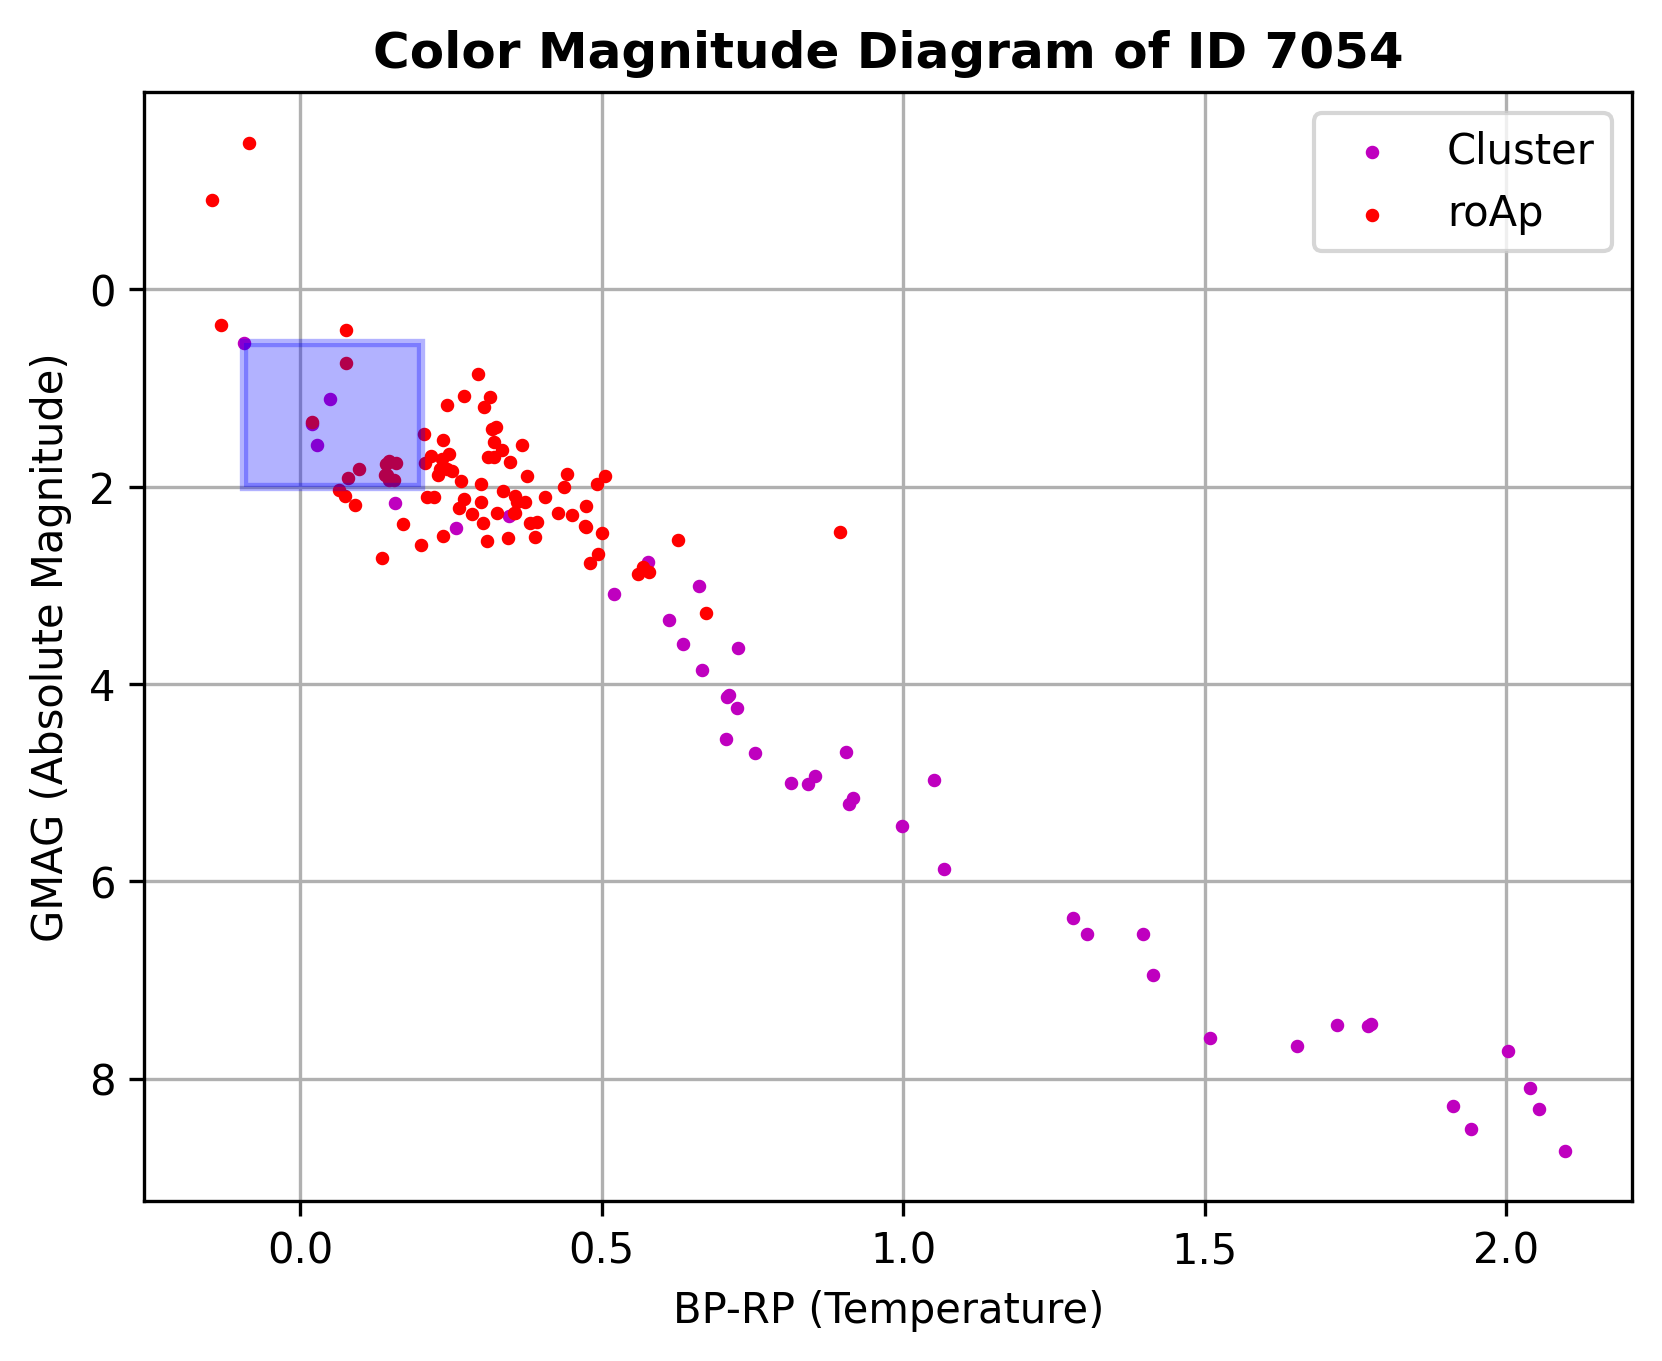 Color Magnitude Diagram of ID 7054
Cluster
roAp
GMAG (Absolute Magnitude)
0
2
4
6
8
0.0 0.5 1.0 1.5 2.0
BP-RP (Temperature)